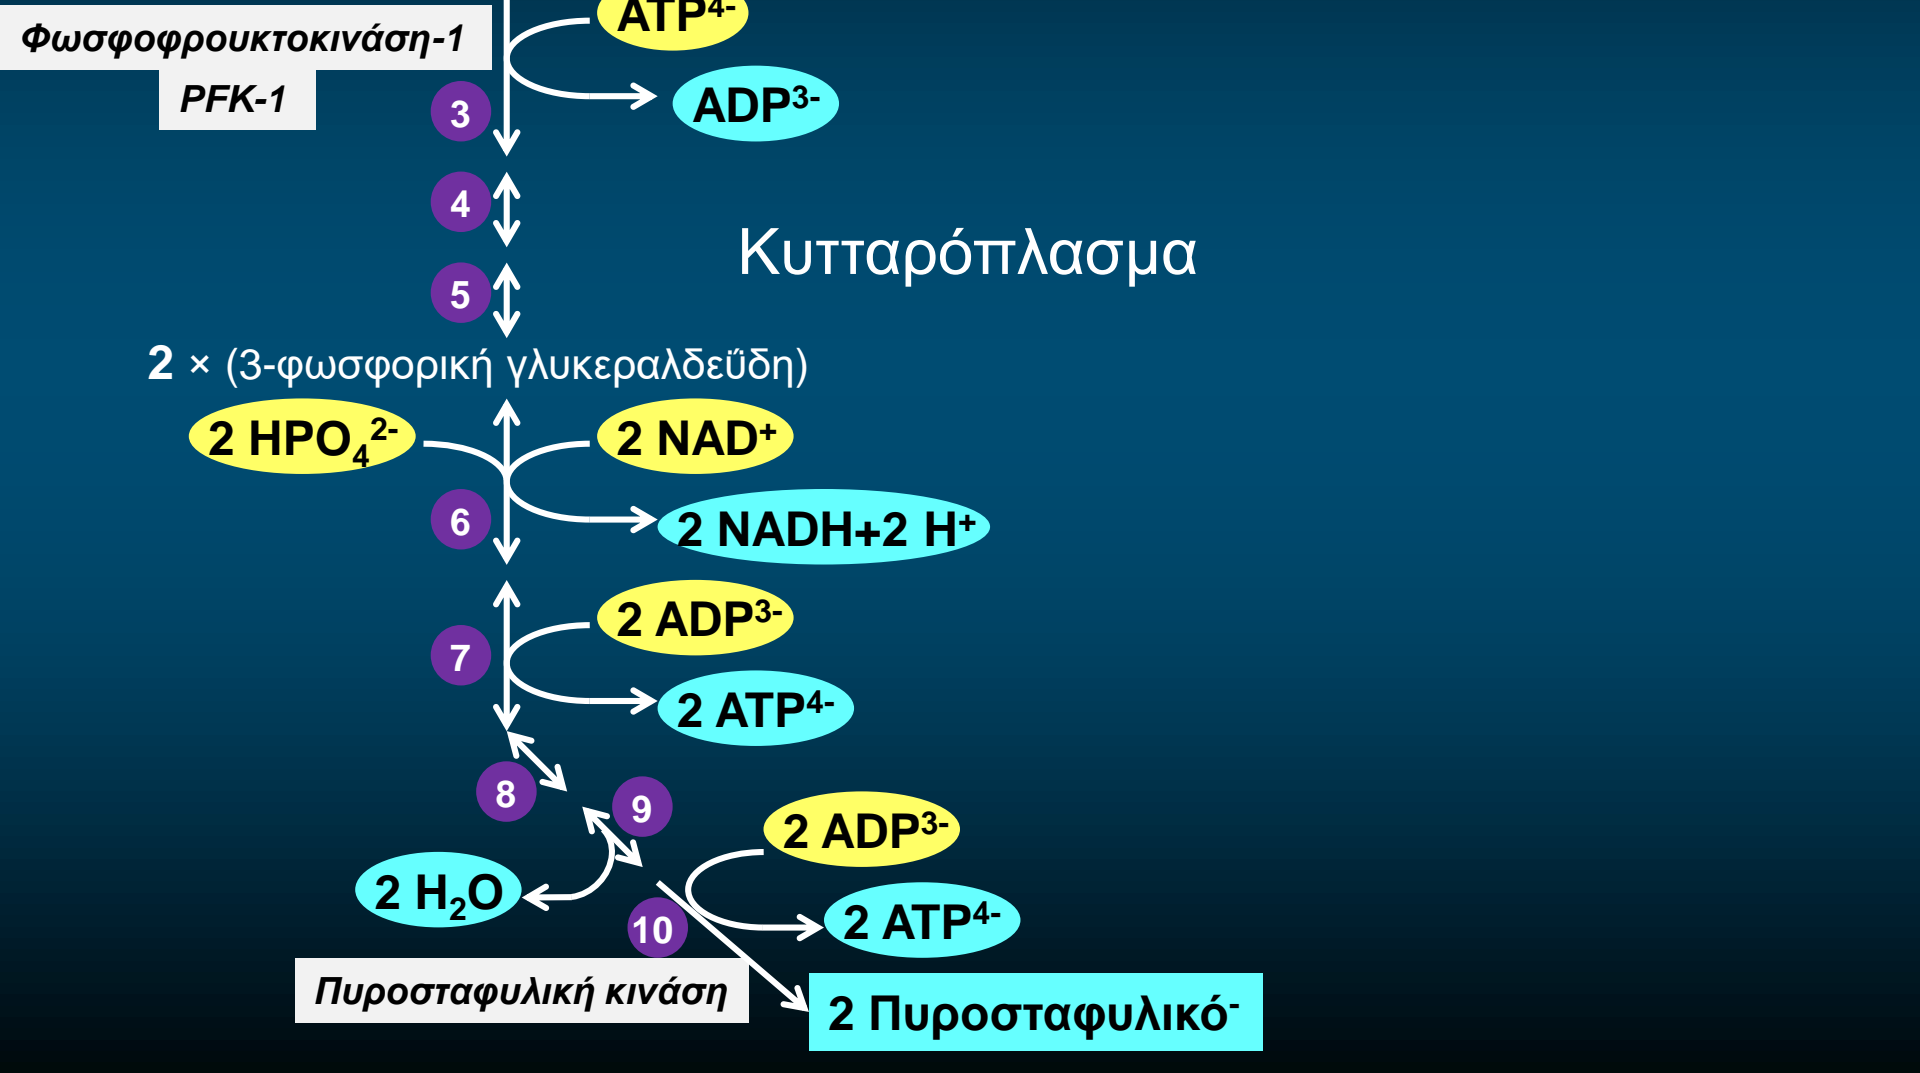 ATP4-
Φωσφοφρουκτοκινάση-1
PFK-1
ADP3-
3
4
Κυτταρόπλασμα
5
2 × (3-φωσφορική γλυκεραλδεΰδη)
2 HPO42-
2 NAD+
6
2 NADH+2 H+
2 ADP3-
7
2 ATP4-
8
9
2 ADP3-
2 H2O
2 ATP4-
10
Πυροσταφυλική κινάση
2 Πυροσταφυλικό-